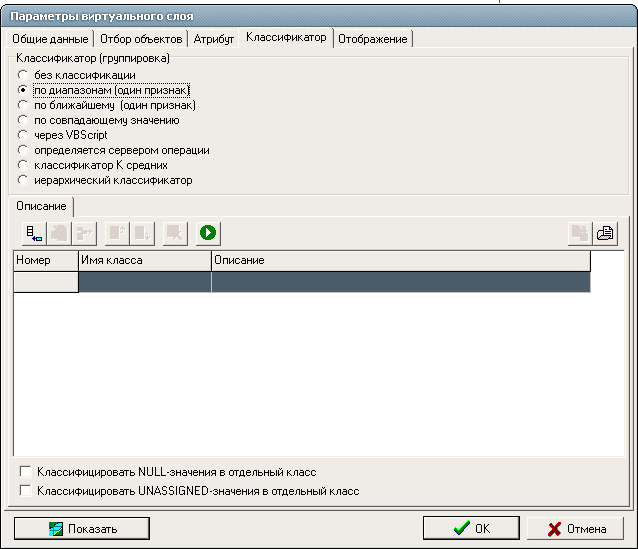 Параметры виртуального слоя
Общие данные Отбор объектов Атрибут Классификатор Отображение
Классификатор (группировка)
без классификации
по диапазонам (один признак)
по ближайшему (один признак)
по совпадающему значению
через VBScript
определяется сервером операции
классификатор К средних
иерархический классификатор
Описание
Номер Имя класса Описание
Классифицировать NULL-значения в отдельный класс
Классифицировать UNASSIGNED-значения в отдельный класс
Показать OK Отмена